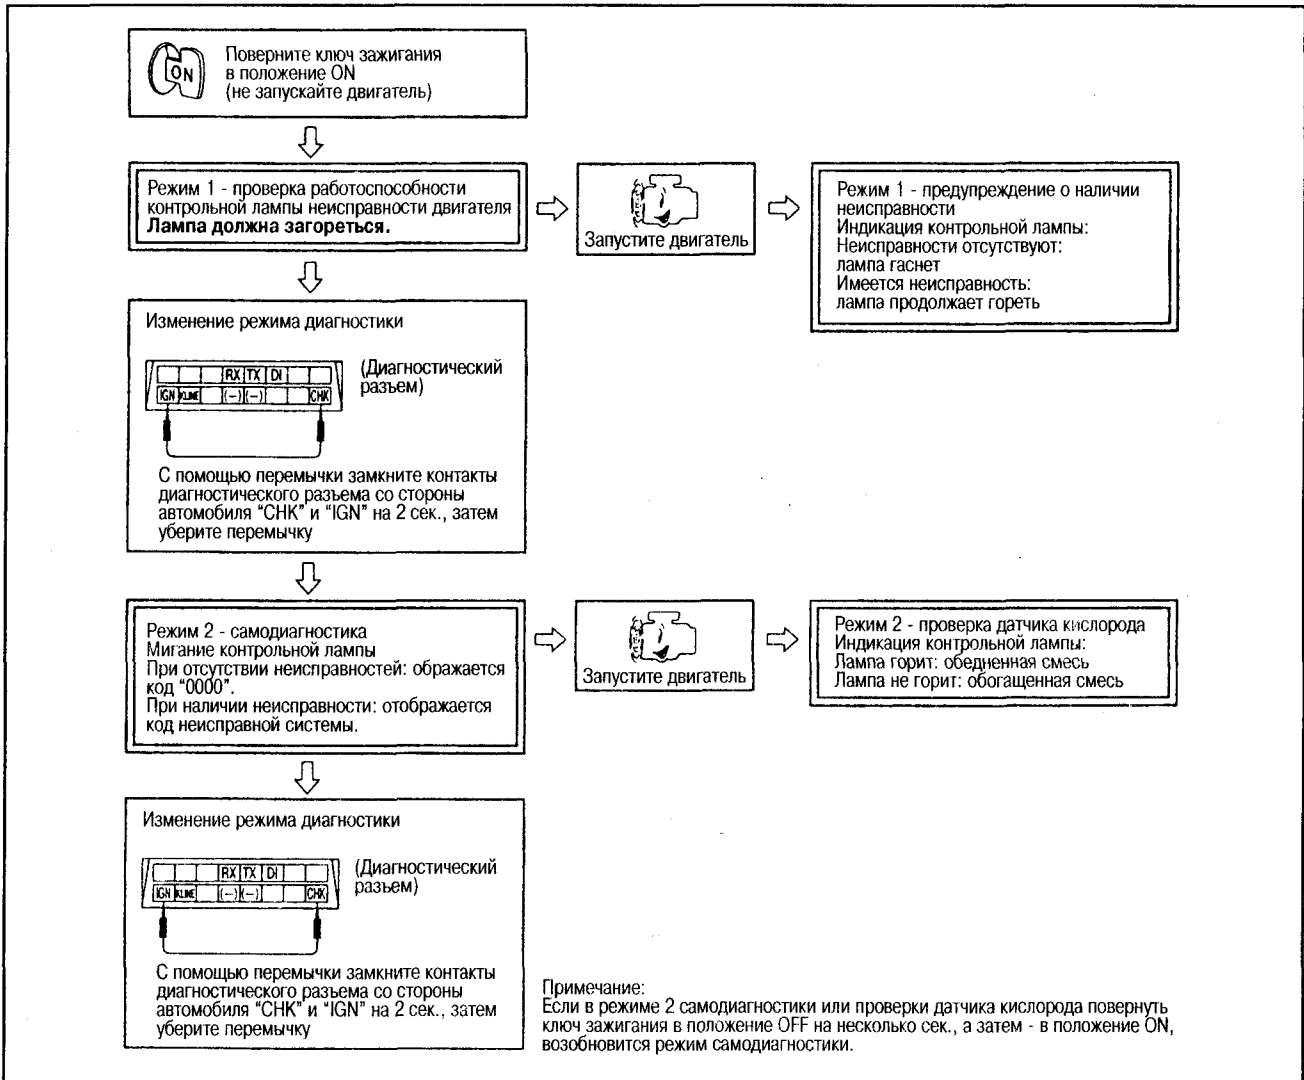 ON
Поверните ключ зажигания
в положение ON
(не запускайте двигатель)
Режим 1 - проверка работоспособности
контрольной лампы неисправности двигателя
Лампа должна загореться.
Запустите двигатель
Режим 1 - предупреждение о наличии
неисправности
Индикация контрольной лампы:
Неисправности отсутствуют:
лампа гаснет
Имеется неисправность:
лампа продолжает гореть
Изменение режима диагностики
RX TX DI
IGN KLINE (−) (−) CHK
(Диагностический
разъем)
С помощью перемычки замкните контакты
диагностического разъема со стороны
автомобиля “CHK” и “IGN” на 2 сек., затем
уберите перемычку
Режим 2 - самодиагностика
Мигание контрольной лампы
При отсутствии неисправностей: ображается
код “0000”.
При наличии неисправности: отображается
код неисправной системы.
Запустите двигатель
Режим 2 - проверка датчика кислорода
Индикация контрольной лампы:
Лампа горит: обедненная смесь
Лампа не горит: обогащенная смесь
Изменение режима диагностики
RX TX DI
IGN KLINE (−) (−) CHK
(Диагностический
разъем)
С помощью перемычки замкните контакты
диагностического разъема со стороны
автомобиля “CHK” и “IGN” на 2 сек., затем
уберите перемычку
Примечание:
Если в режиме 2 самодиагностики или проверки датчика кислорода повернуть
ключ зажигания в положение OFF на несколько сек., а затем - в положение ON,
возобновится режим самодиагностики.